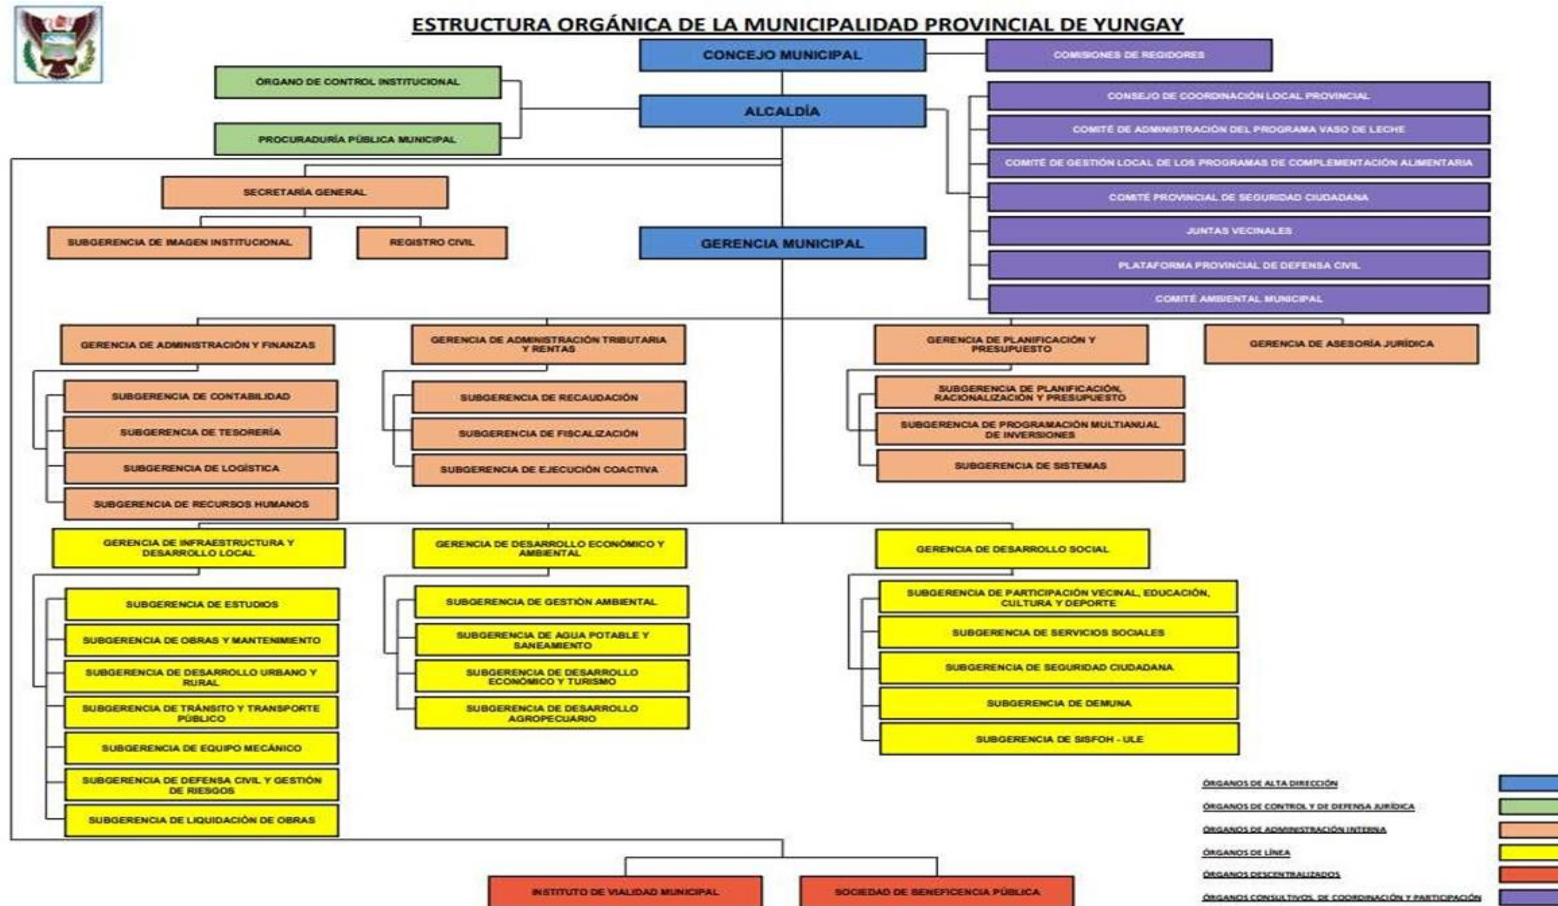 ESTRUCTURA ORGÁNICA DE LA MUNICIPALIDAD PROVINCIAL DE YUNGAY
CONCEJO MUNICIPAL
COMISIONES DE REGIDORES
ÓRGANO DE CONTROL INSTITUCIONAL
ALCALDÍA
PROCURADURÍA PÚBLICA MUNICIPAL
CONSEJO DE COORDINACIÓN LOCAL PROVINCIAL
COMITÉ DE ADMINISTRACIÓN DEL PROGRAMA VASO DE LECHE
COMITÉ DE GESTIÓN LOCAL DE LOS PROGRAMAS DE COMPLEMENTACIÓN ALIMENTARIA
COMITÉ PROVINCIAL DE SEGURIDAD CIUDADANA
JUNTAS VECINALES
PLATAFORMA PROVINCIAL DE DEFENSA CIVIL
COMITÉ AMBIENTAL MUNICIPAL
SECRETARÍA GENERAL
SUBGERENCIA DE IMAGEN INSTITUCIONAL
REGISTRO CIVIL
GERENCIA MUNICIPAL
GERENCIA DE ADMINISTRACIÓN Y FINANZAS
SUBGERENCIA DE CONTABILIDAD
SUBGERENCIA DE TESORERÍA
SUBGERENCIA DE LOGÍSTICA
SUBGERENCIA DE RECURSOS HUMANOS
GERENCIA DE ADMINISTRACIÓN TRIBUTARIA
Y RENTAS
SUBGERENCIA DE RECAUDACIÓN
SUBGERENCIA DE FISCALIZACIÓN
SUBGERENCIA DE EJECUCIÓN COACTIVA
GERENCIA DE PLANIFICACIÓN Y
PRESUPUESTO
SUBGERENCIA DE PLANIFICACIÓN,
RACIONALIZACIÓN Y PRESUPUESTO
SUBGERENCIA DE PROGRAMACIÓN MULTIANUAL
DE INVERSIONES
SUBGERENCIA DE SISTEMAS
GERENCIA DE ASESORÍA JURÍDICA
GERENCIA DE INFRAESTRUCTURA Y
DESARROLLO LOCAL
SUBGERENCIA DE ESTUDIOS
SUBGERENCIA DE OBRAS Y MANTENIMIENTO
SUBGERENCIA DE DESARROLLO URBANO Y
RURAL
SUBGERENCIA DE TRÁNSITO Y TRANSPORTE
PÚBLICO
SUBGERENCIA DE EQUIPO MECÁNICO
SUBGERENCIA DE DEFENSA CIVIL Y GESTIÓN
DE RIESGOS
SUBGERENCIA DE LIQUIDACIÓN DE OBRAS
GERENCIA DE DESARROLLO ECONÓMICO Y
AMBIENTAL
SUBGERENCIA DE GESTIÓN AMBIENTAL
SUBGERENCIA DE AGUA POTABLE Y
SANEAMIENTO
SUBGERENCIA DE DESARROLLO
ECONÓMICO Y TURISMO
SUBGERENCIA DE DESARROLLO
AGROPECUARIO
GERENCIA DE DESARROLLO SOCIAL
SUBGERENCIA DE PARTICIPACIÓN VECINAL, EDUCACIÓN,
CULTURA Y DEPORTE
SUBGERENCIA DE SERVICIOS SOCIALES
SUBGERENCIA DE SEGURIDAD CIUDADANA
SUBGERENCIA DE DEMUNA
SUBGERENCIA DE SISFOH - ULE
INSTITUTO DE VIALIDAD MUNICIPAL
SOCIEDAD DE BENEFICENCIA PÚBLICA
ÓRGANOS DE ALTA DIRECCIÓN
ÓRGANOS DE CONTROL Y DE DEFENSA JURÍDICA
ÓRGANOS DE ADMINISTRACIÓN INTERNA
ÓRGANOS DE LÍNEA
ÓRGANOS DESCENTRALIZADOS
ÓRGANOS CONSULTIVOS, DE COORDINACIÓN Y PARTICIPACIÓN